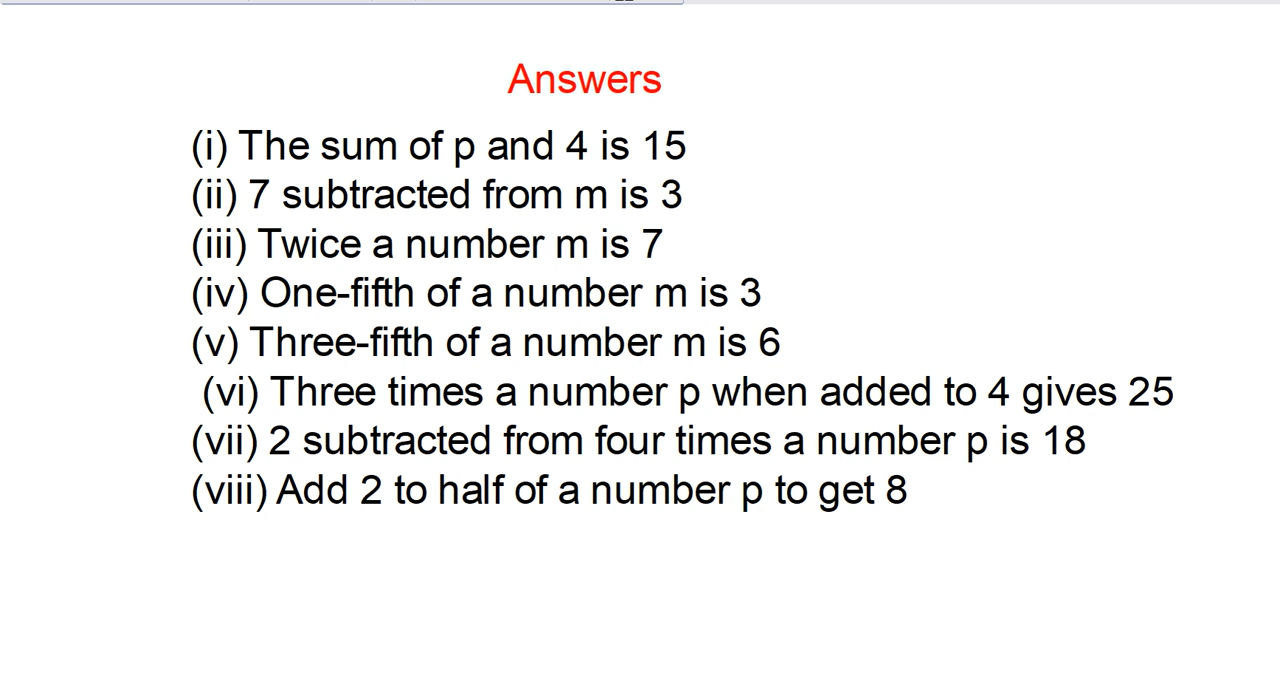 Answers
(i) The sum of p and 4 is 15
(ii) 7 subtracted from m is 3
(iii) Twice a number m is 7
(iv) One-fifth of a number m is 3
(v) Three-fifth of a number m is 6
(vi) Three times a number p when added to 4 gives 25
(vii) 2 subtracted from four times a number p is 18
(viii) Add 2 to half of a number p to get 8